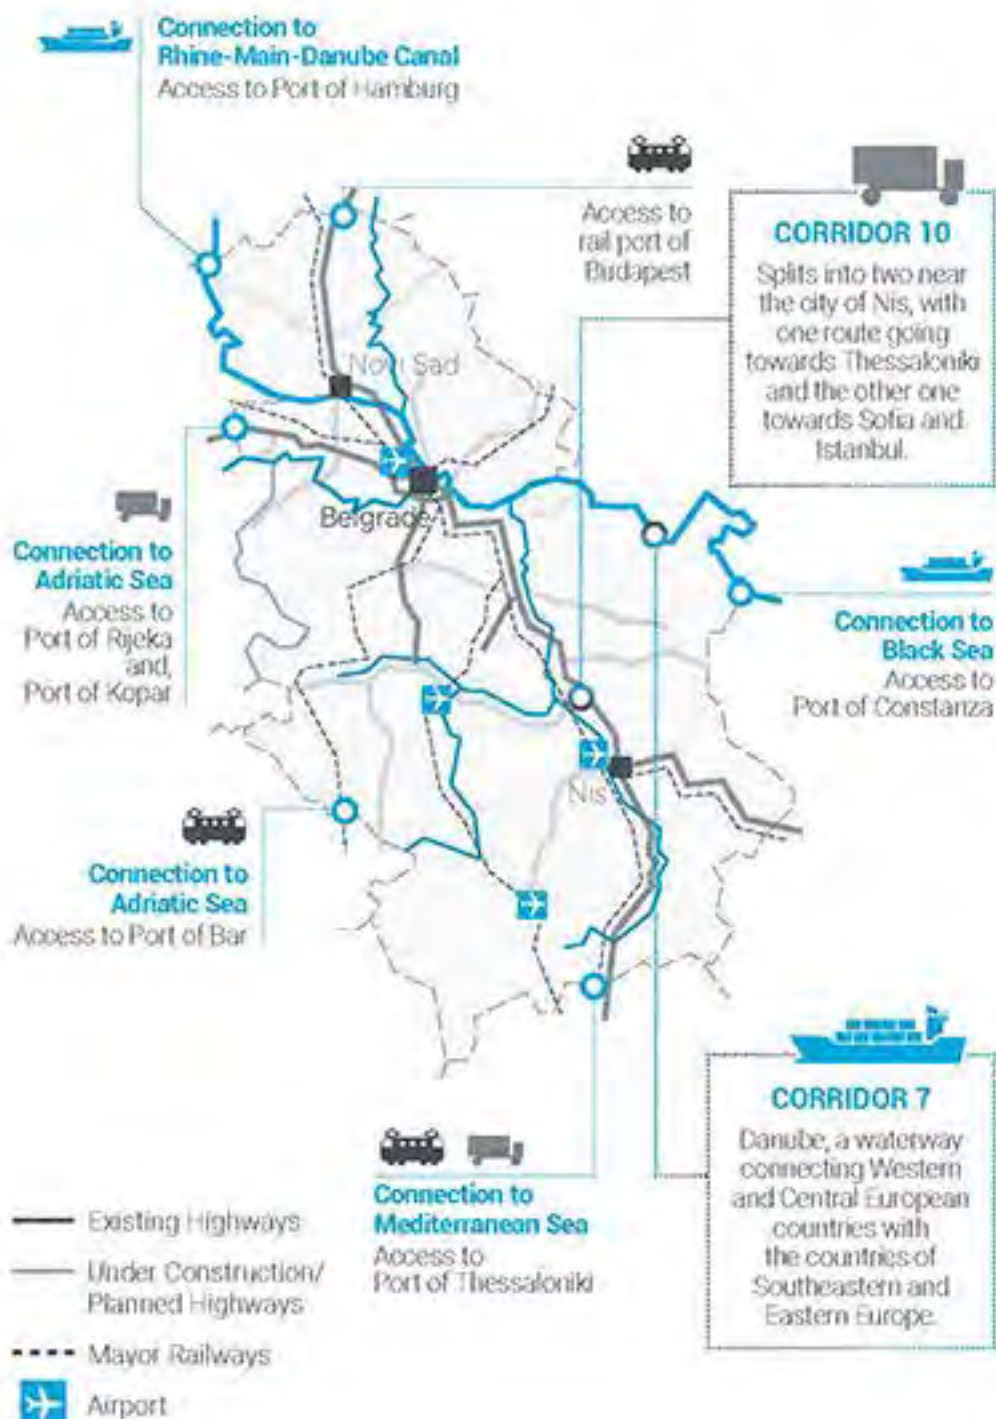 Connection to
Rhine-Main-Danube Canal
Access to Port of Hamburg
Access to
rail port of
Budapest
CORRIDOR 10
Splits into two near
the city of Nis, with
one route going
towards Thessaloniki
and the other one
towards Sofia and
Istanbul.
Novi Sad
Belgrade
Connection to
Adriatic Sea
Access to
Port of Rijeka
and,
Port of Kopar
Connection to
Black Sea
Access to
Port of Constanza
Nis
Connection to
Adriatic Sea
Access to Port of Bar
CORRIDOR 7
Danube, a waterway
connecting Western
and Central European
countries with
the countries of
Southeastern and
Eastern Europe.
Connection to
Mediterranean Sea
Access to
Port of Thessaloniki
Existing Highways
Under Construction/
Planned Highways
Mayor Railways
Airport